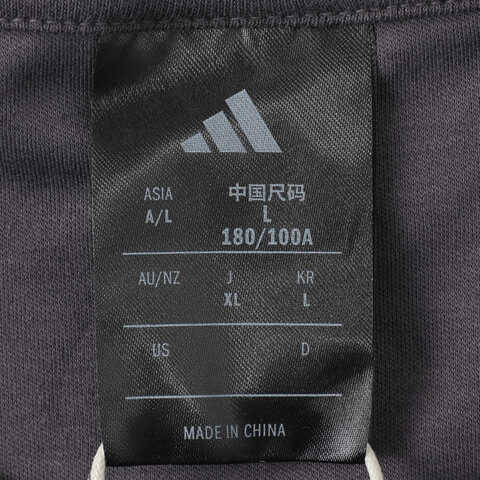 ASIA 中国尺码
A/L L
180/100A
AU/NZ J KR
XL L
US D
MADE IN CHINA